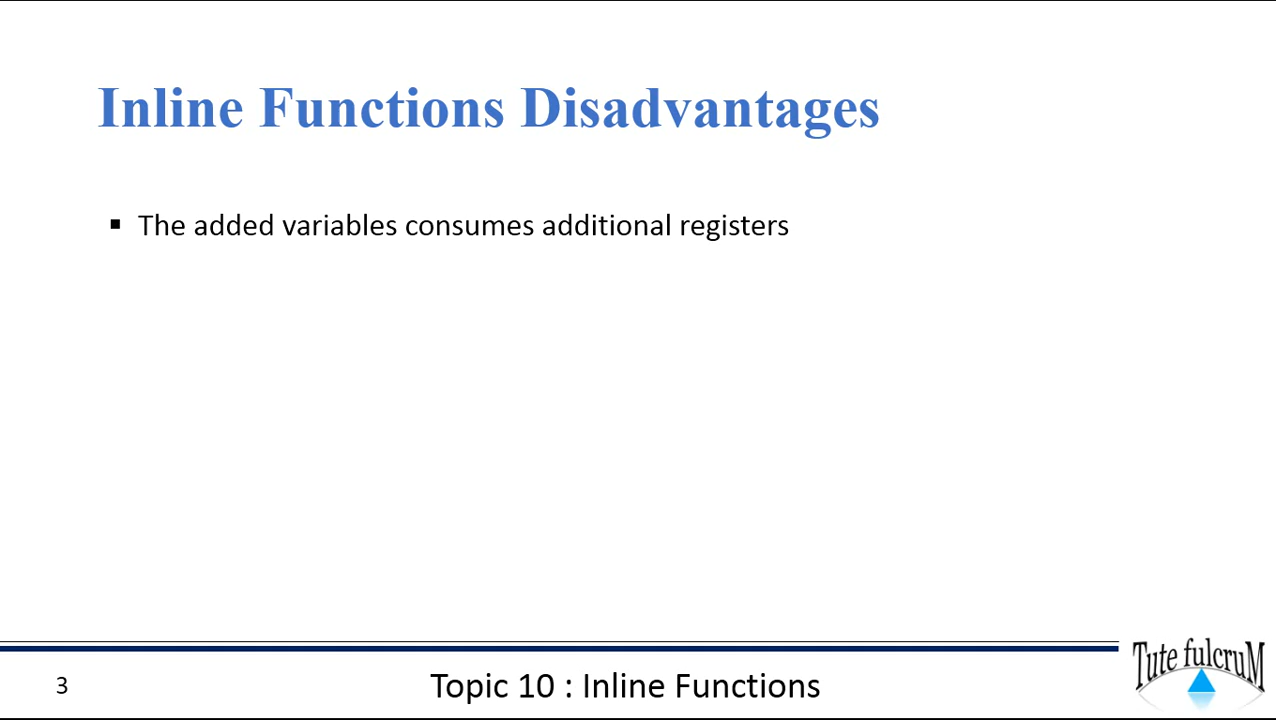 Inline Functions Disadvantages
▪ The added variables consumes additional registers
3
Topic 10 : Inline Functions
Tute fulcruM